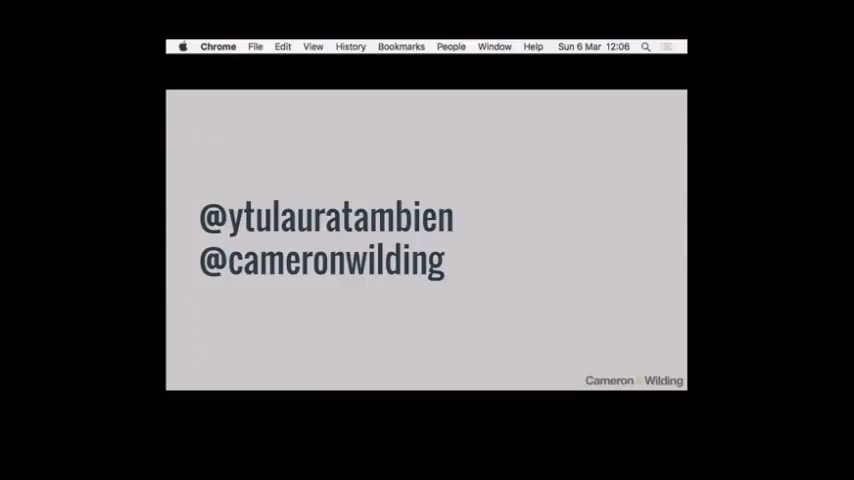 Chrome File Edit View History Bookmarks People Window Help Sun 6 Mar 12:06
@ytulauratambien
@cameronwilding
Cameron Wilding